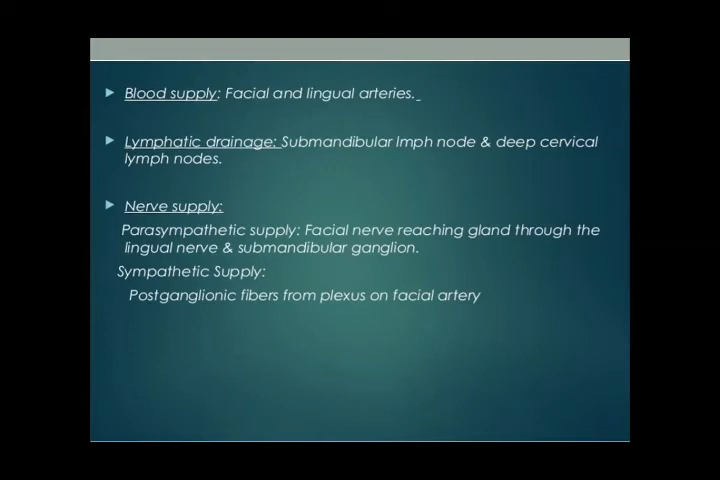 Blood supply: Facial and lingual arteries.
Lymphatic drainage: Submandibular lmph node & deep cervical
lymph nodes.
Nerve supply:
Parasympathetic supply: Facial nerve reaching gland through the
lingual nerve & submandibular ganglion.
Sympathetic Supply:
Postganglionic fibers from plexus on facial artery